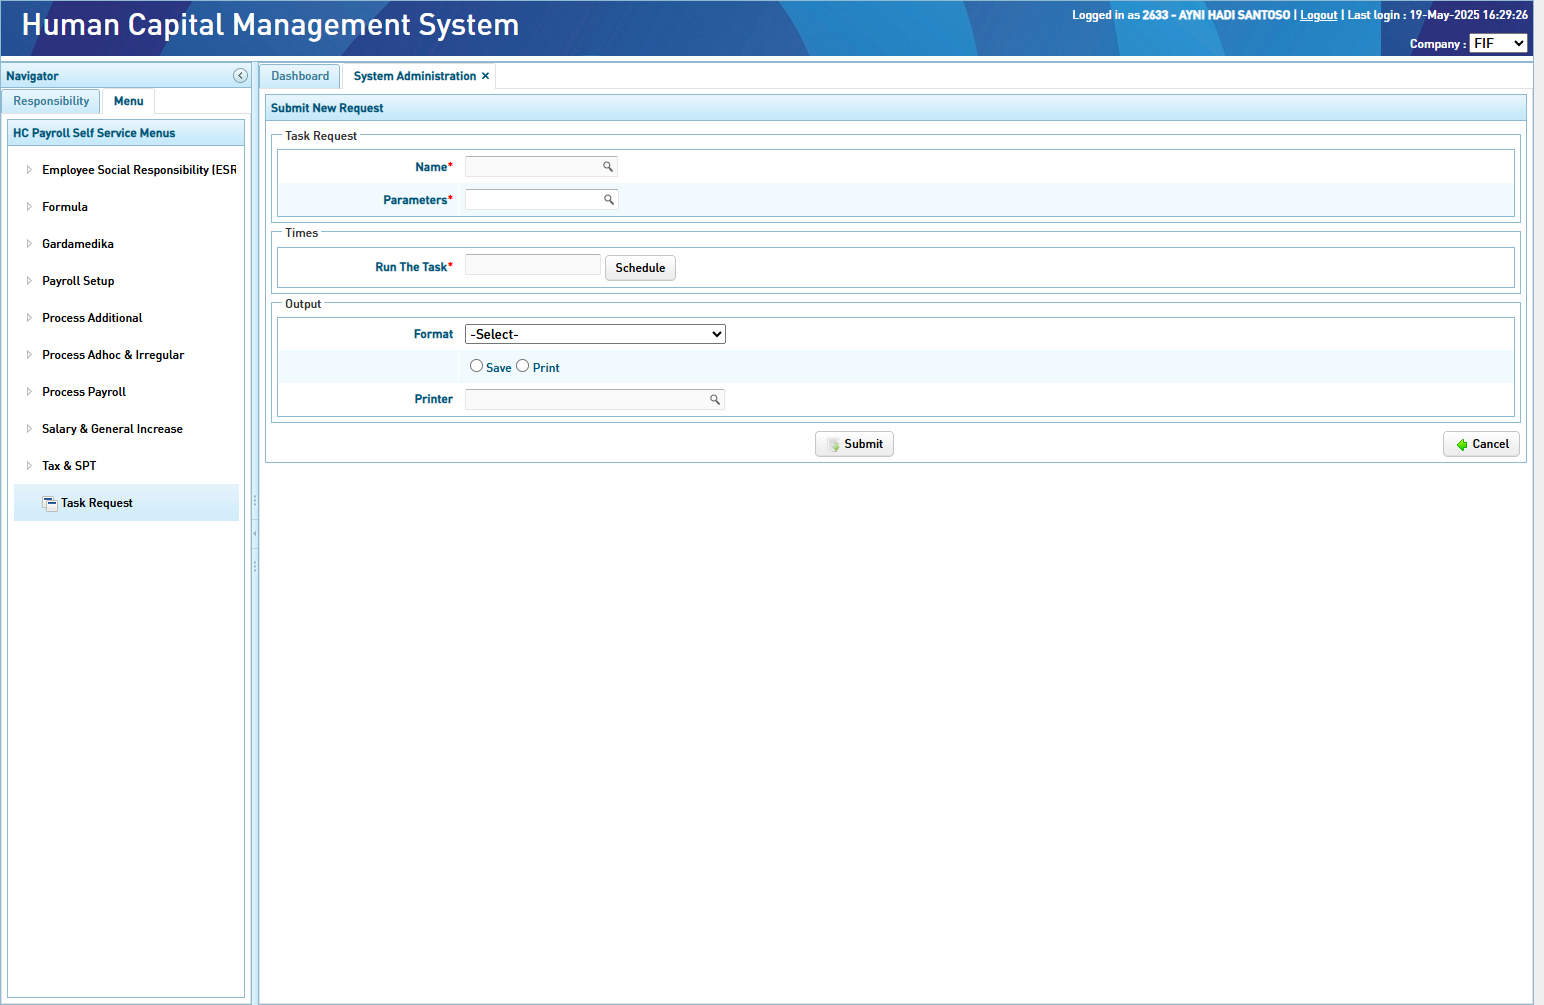 Human Capital Management System
Logged in as 2633 - AYNI HADI SANTOSO | Logout | Last login : 19-May-2025 16:29:26
Company : FIF
Navigator
Responsibility
Menu
HC Payroll Self Service Menus
Employee Social Responsibility (ESR
Formula
Gardamedika
Payroll Setup
Process Additional
Process Adhoc & Irregular
Process Payroll
Salary & General Increase
Tax & SPT
Task Request
Dashboard
System Administration ×
Submit New Request
Task Request
Name*
Parameters*
Times
Run The Task*
Schedule
Output
Format
-Select-
Save
Print
Printer
Submit
Cancel